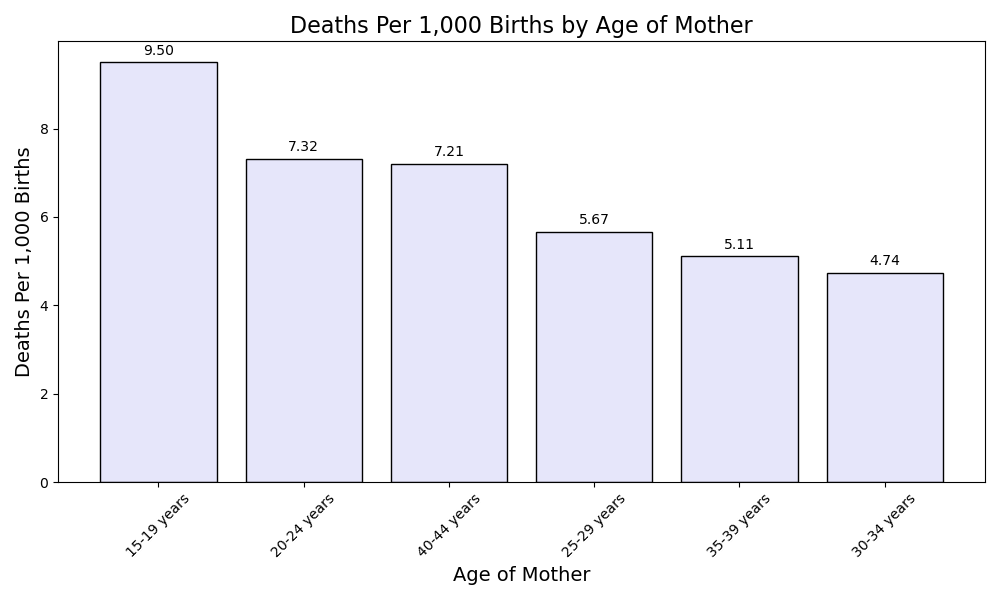 Deaths Per 1,000 Births by Age of Mother
Deaths Per 1,000 Births
8
6
4
2
0
9.50
7.32
7.21
5.67
5.11
4.74
15-19 years
20-24 years
40-44 years
25-29 years
35-39 years
30-34 years
Age of Mother